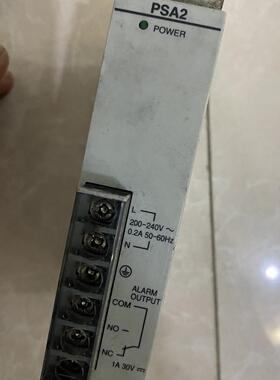 PSA2
POWER
L
200-240V ~
0.2A 50-60Hz
N
ALARM
OUTPUT
COM
NO
NC
1A 30V ⎓